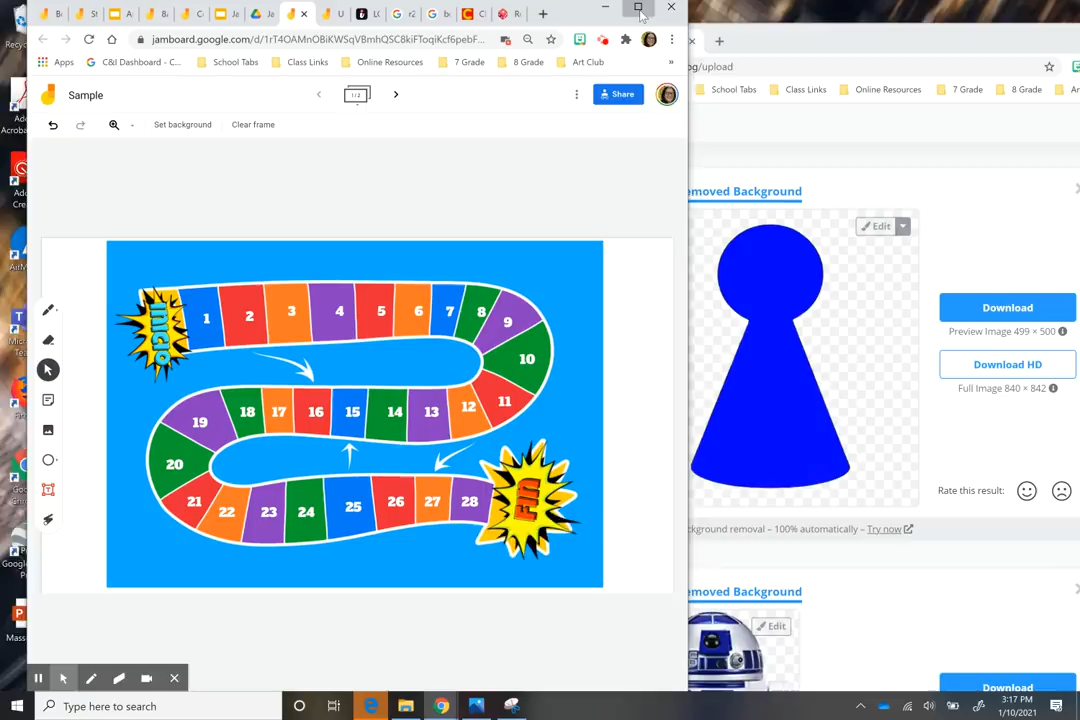 jamboard.google.com/d/1rT4OAMnOBiKWSqVBmhQSC8kiFToqiKcf6pebF...
Apps
C&I Dashboard - C...
School Tabs
Class Links
Online Resources
7 Grade
8 Grade
Art Club
»
Sample
1/2
Share
Set background
Clear frame
INICIO
1
2
3
4
5
6
7
8
9
10
11
12
13
14
15
16
17
18
19
20
21
22
23
24
25
26
27
28
FIN
/upload
School Tabs
Class Links
Online Resources
7 Grade
8 Grade
emoved Background
Edit
Download
Preview Image 499 × 500
Download HD
Full Image 840 × 842
Rate this result:
ckground removal – 100% automatically – Try now
emoved Background
Edit
Download
Type here to search
3:17 PM
1/10/2021